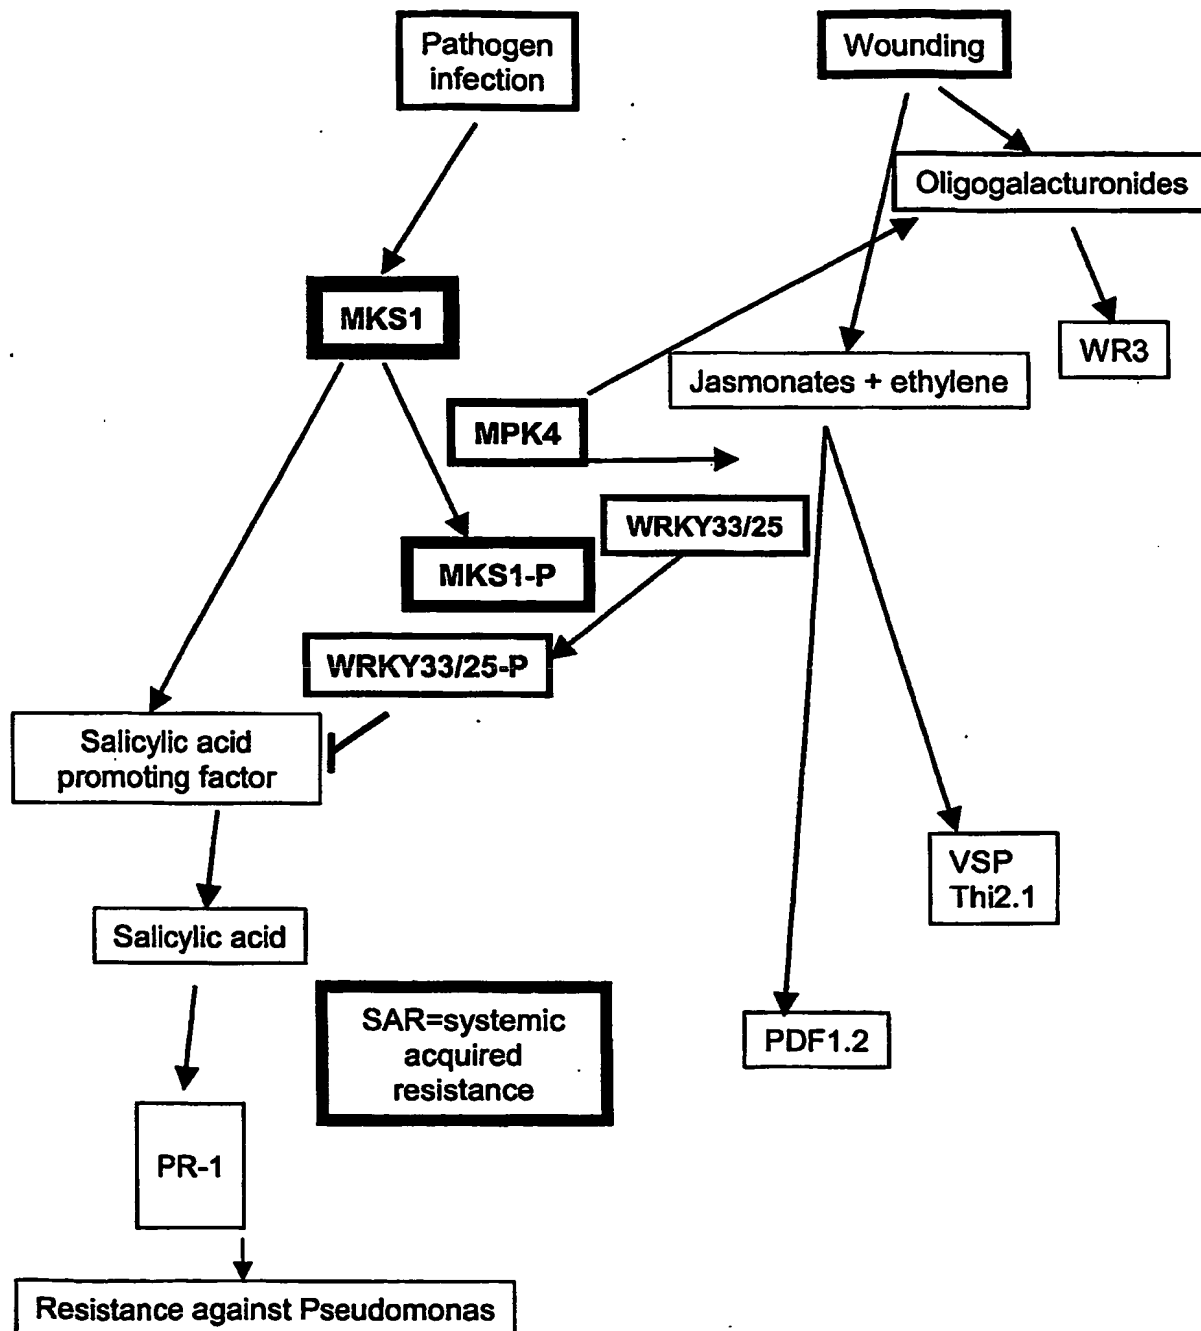 Pathogen
infection
Wounding
Oligogalacturonides
MKS1
WR3
Jasmonates + ethylene
MPK4
WRKY33/25
MKS1-P
WRKY33/25-P
Salicylic acid
promoting factor
VSP
Thi2.1
Salicylic acid
SAR=systemic
acquired
resistance
PDF1.2
PR-1
Resistance against Pseudomonas